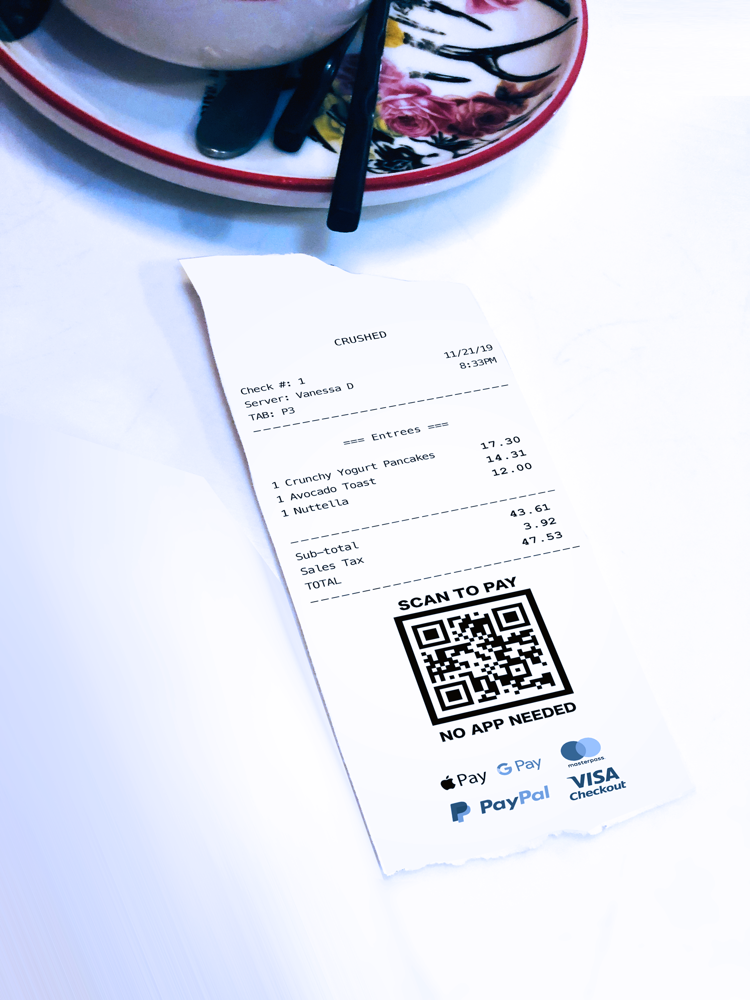 CRUSHED
11/21/19
8:33PM
Check #: 1
Server: Vanessa D
TAB: P3
=== Entrees ===
1 Crunchy Yogurt Pancakes 17.30
1 Avocado Toast 14.31
1 Nuttella 12.00
Sub-total 43.61
Sales Tax 3.92
TOTAL 47.53
SCAN TO PAY
NO APP NEEDED
Pay G Pay masterpass
PayPal VISA Checkout